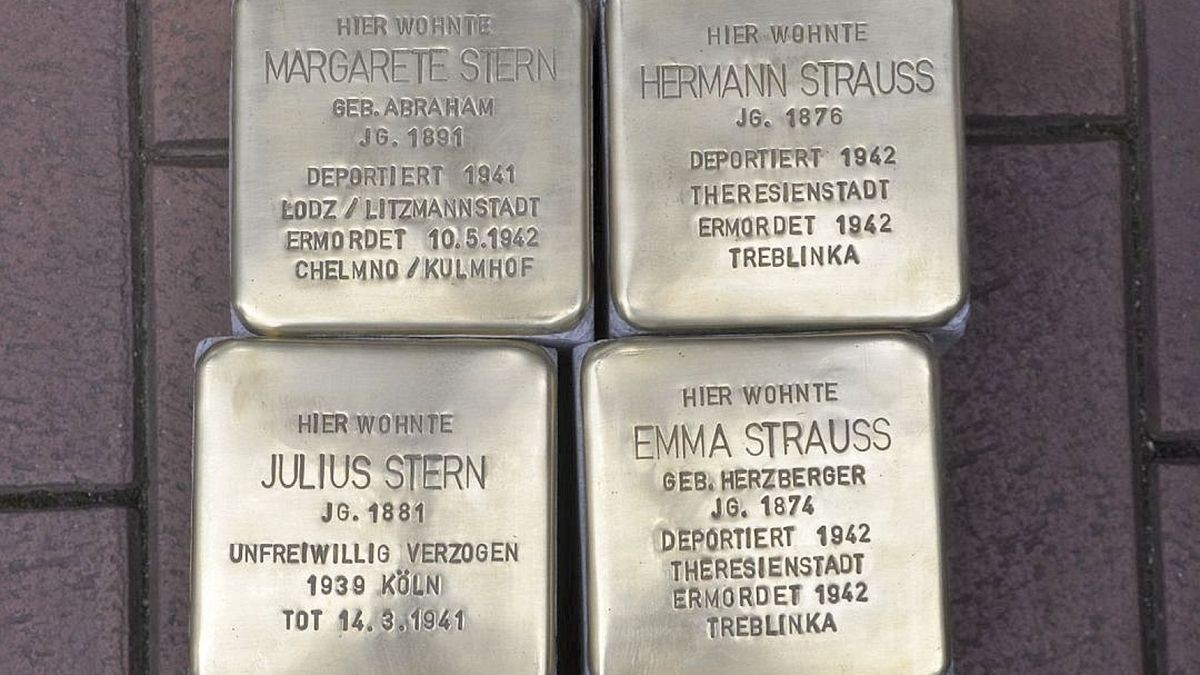 HIER WOHNTE
MARGARETE STERN
GEB. ABRAHAM
JG. 1891
DEPORTIERT 1941
ŁODZ / LITZMANNSTADT
ERMORDET 10.5.1942
CHELMNO / KULMHOF
HIER WOHNTE
HERMANN STRAUSS
JG. 1876
DEPORTIERT 1942
THERESIENSTADT
ERMORDET 1942
TREBLINKA
HIER WOHNTE
JULIUS STERN
JG. 1881
UNFREIWILLIG VERZOGEN
1939 KÖLN
TOT 14.3.1941
HIER WOHNTE
EMMA STRAUSS
GEB. HERZBERGER
JG. 1874
DEPORTIERT 1942
THERESIENSTADT
ERMORDET 1942
TREBLINKA